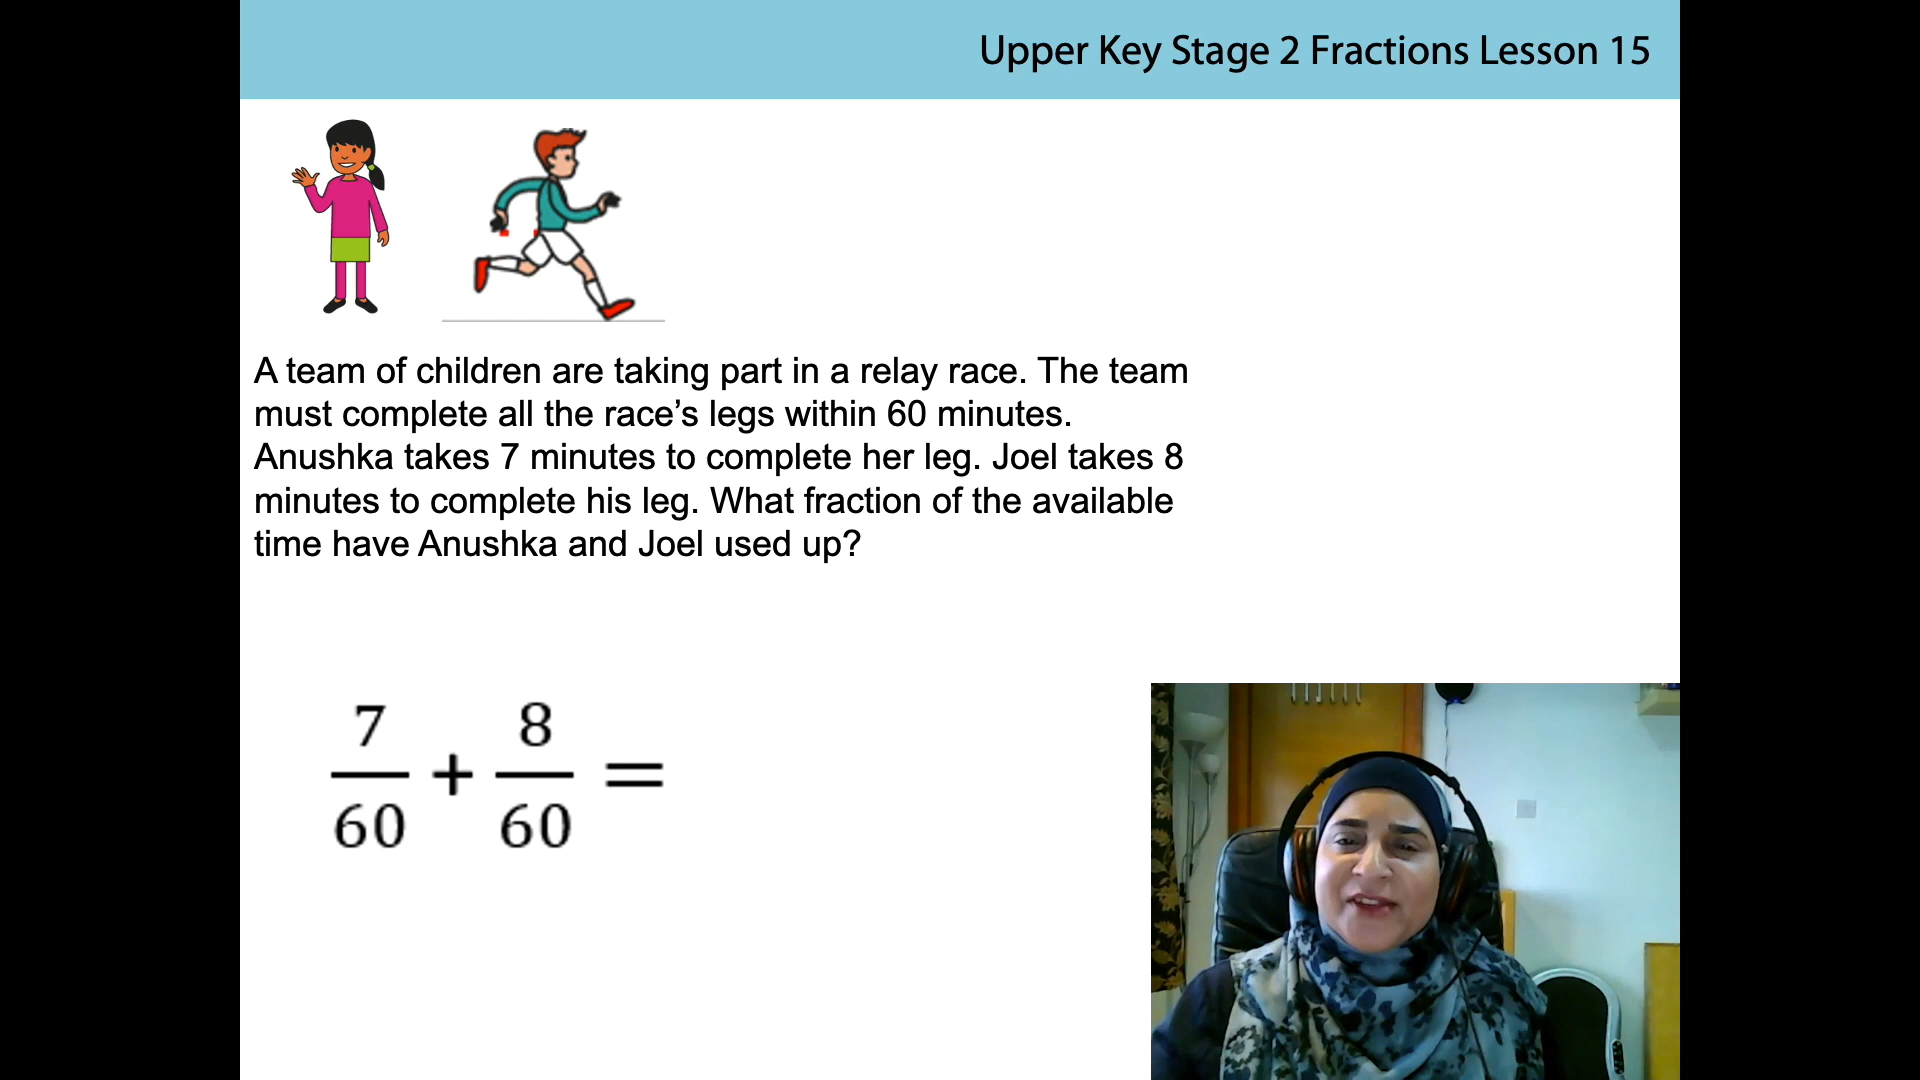 Upper Key Stage 2 Fractions Lesson 15
A team of children are taking part in a relay race. The team
must complete all the race’s legs within 60 minutes.
Anushka takes 7 minutes to complete her leg. Joel takes 8
minutes to complete his leg. What fraction of the available
time have Anushka and Joel used up?
7/60 + 8/60 =